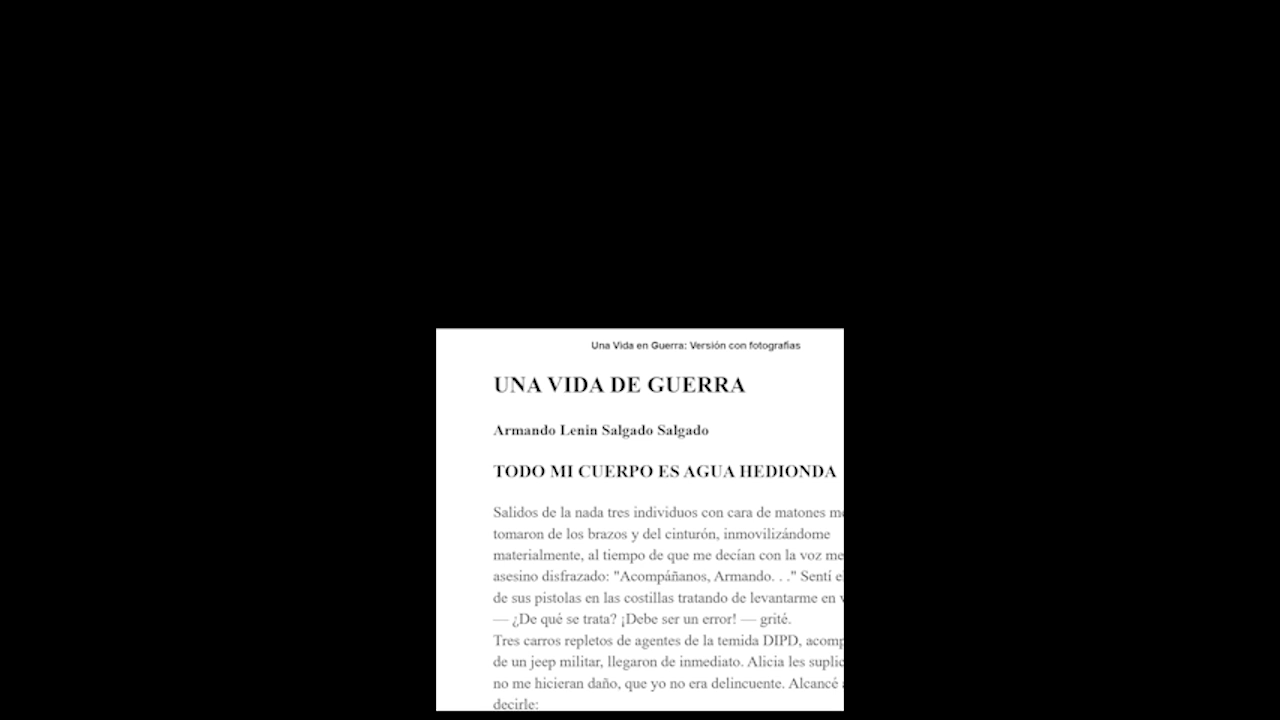 Una Vida en Guerra: Versión con fotografías
UNA VIDA DE GUERRA
Armando Lenin Salgado Salgado
TODO MI CUERPO ES AGUA HEDIONDA
Salidos de la nada tres individuos con cara de matones
tomaron de los brazos y del cinturón, inmovilizándome
materialmente, al tiempo de que me decían con la voz
asesino disfrazado: "Acompáñanos, Armando. . ." Sentí
de sus pistolas en las costillas tratando de levantarme en
— ¿De qué se trata? ¡Debe ser un error! — grité.
Tres carros repletos de agentes de la temida DIPD,
de un jeep militar, llegaron de inmediato. Alicia les
no me hicieran daño, que yo no era delincuente. Alcancé
decirle: